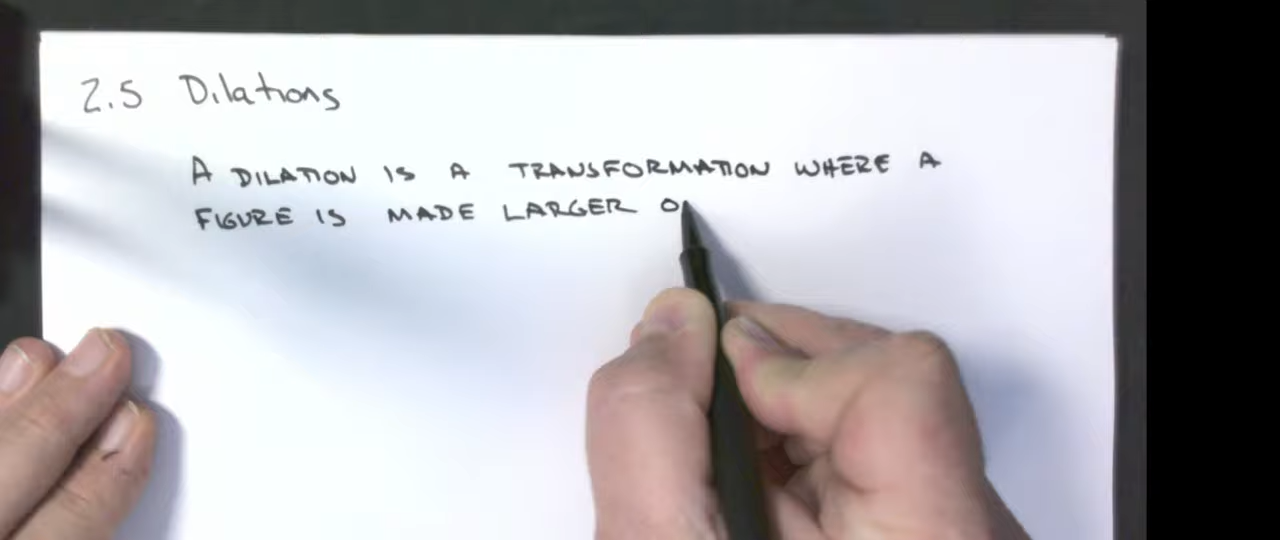 2.5 Dilations
A DILATION IS A TRANSFORMATION WHERE A
FIGURE IS MADE LARGER O